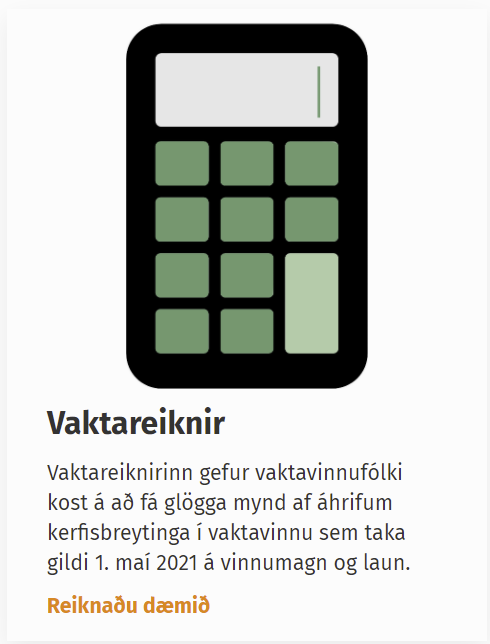 Vaktareiknir
Vaktareiknirinn gefur vaktavinnufólki
kost á að fá glögga mynd af áhrifum
kerfisbreytinga í vaktavinnu sem taka
gildi 1. maí 2021 á vinnumagn og laun.
Reiknaðu dæmið